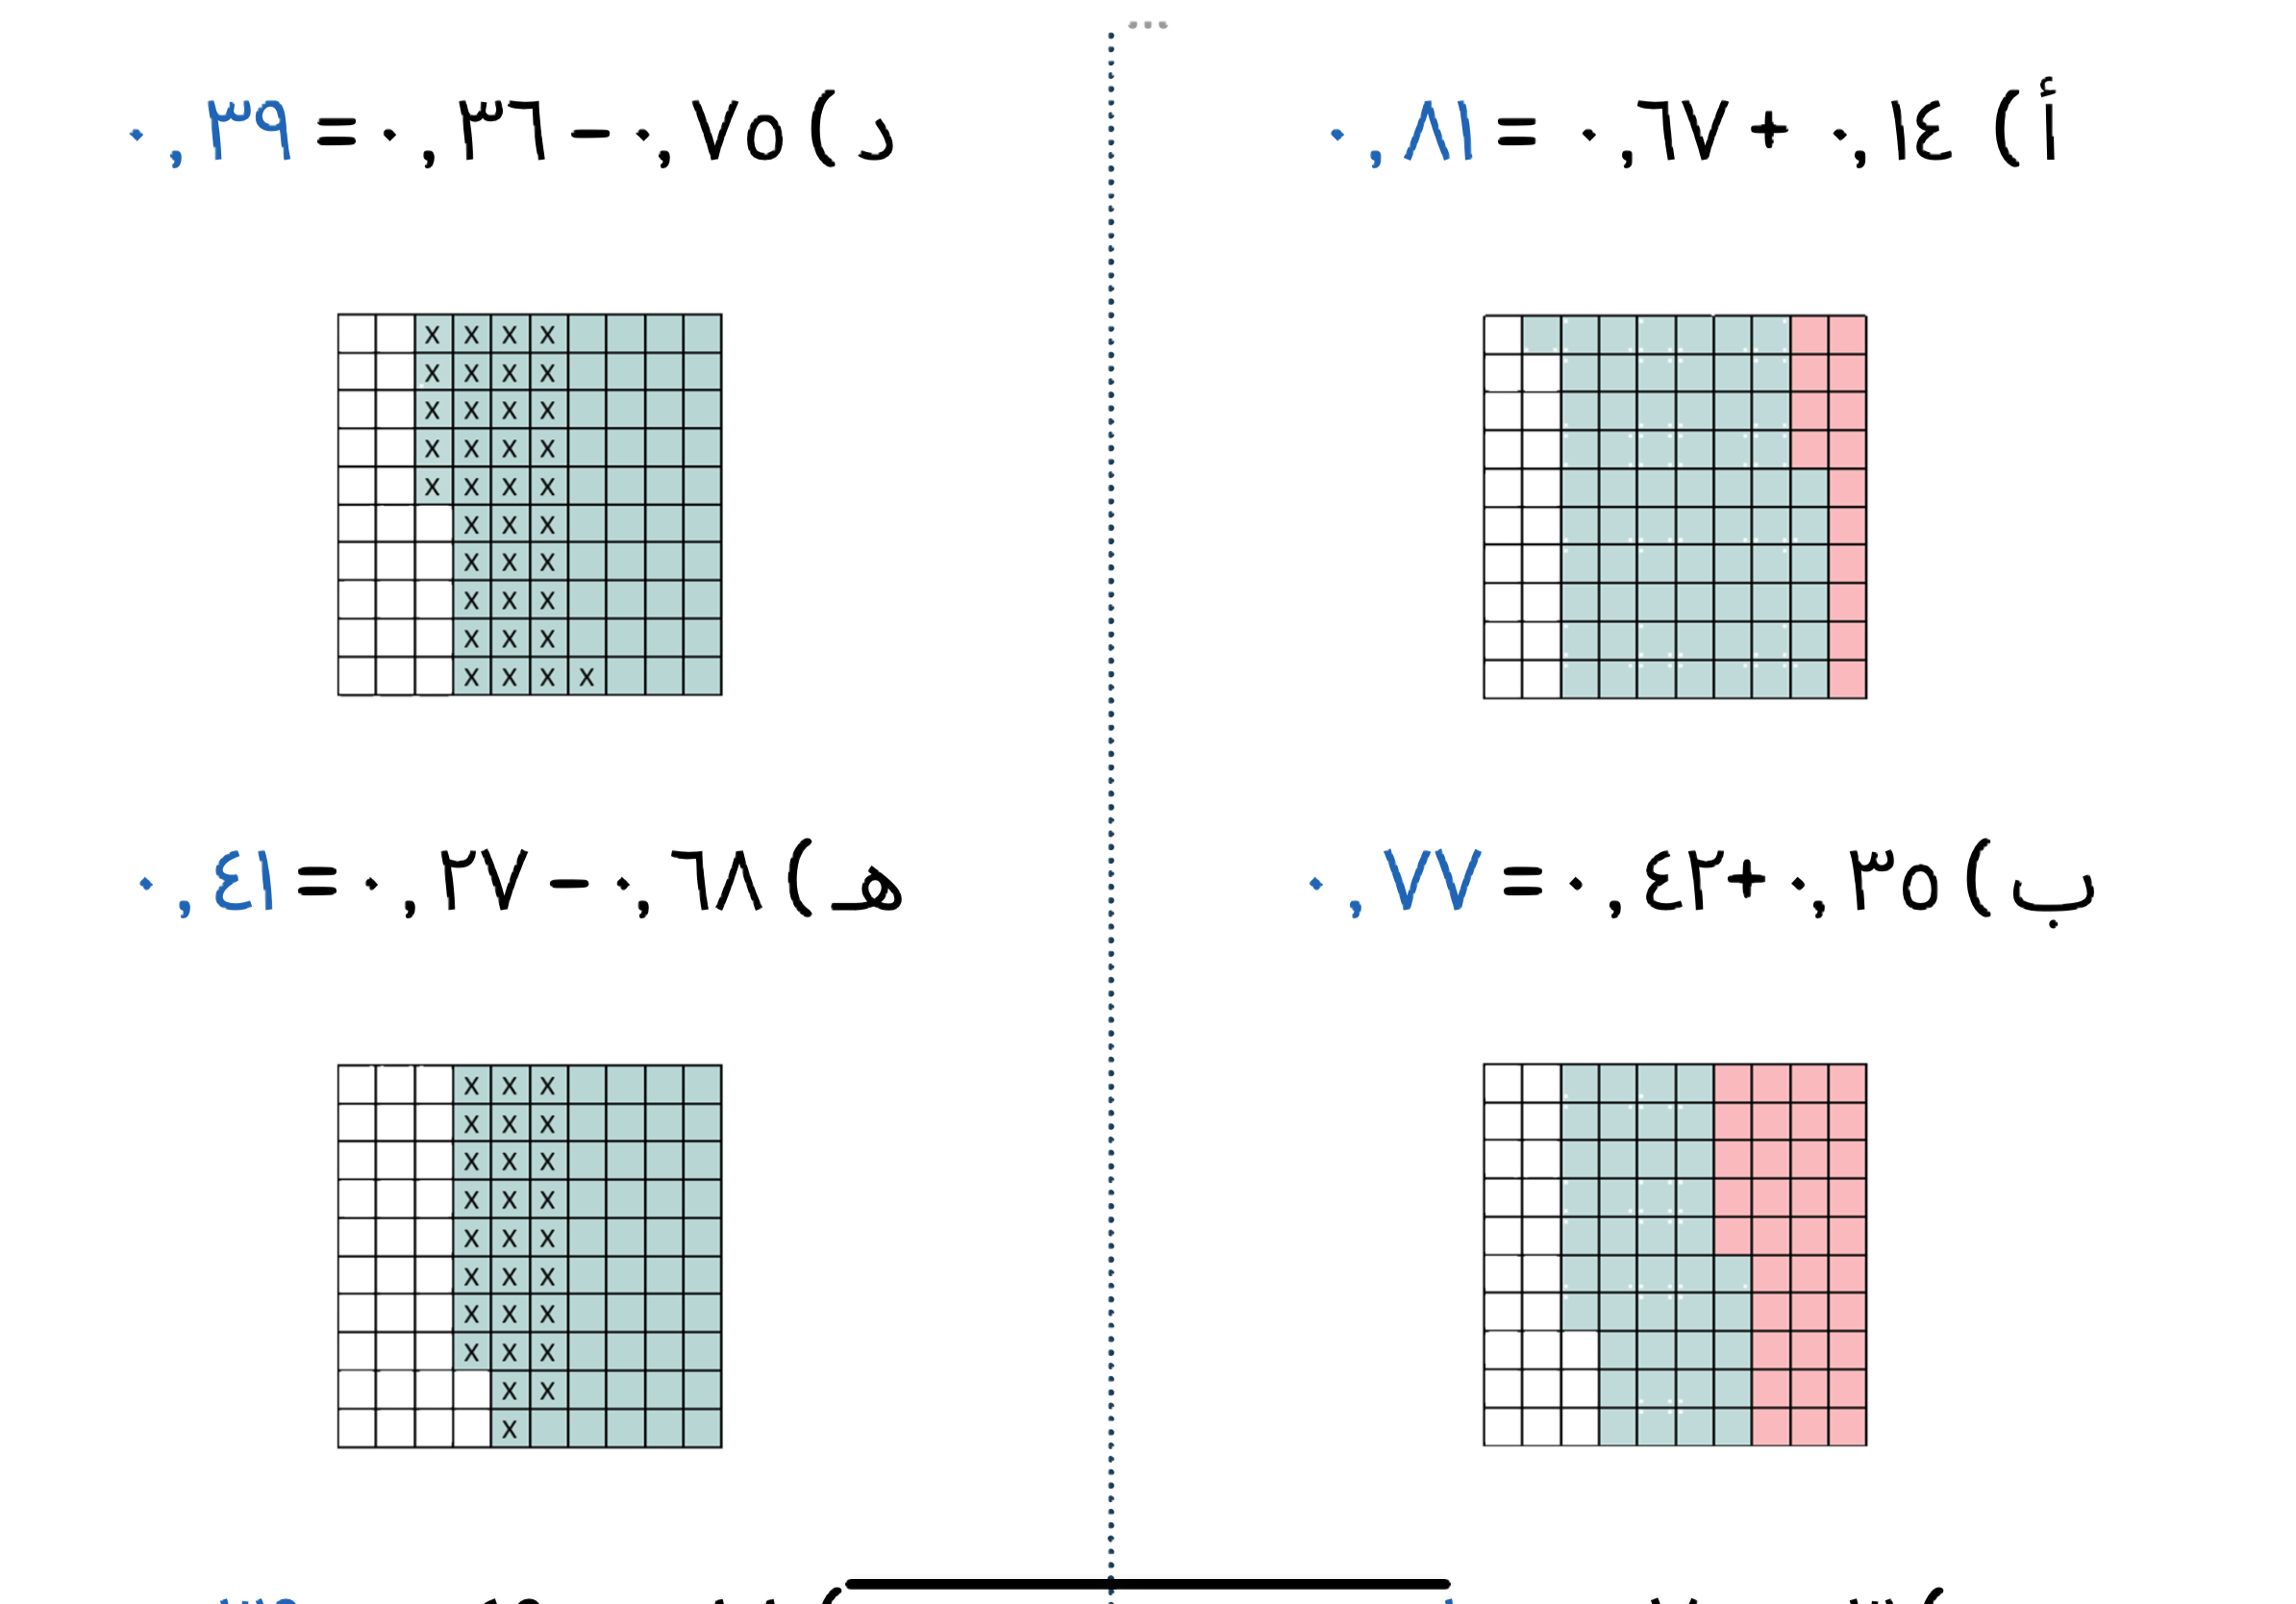 أ) ٠,١٤ + ٠,٦٧ = ٠,٨١
ب) ٠,٣٥ + ٠,٤٢ = ٠,٧٧
د) ٠,٧٥ − ٠,٣٦ = ٠,٣٩
هـ) ٠,٦٨ − ٠,٢٧ = ٠,٤١